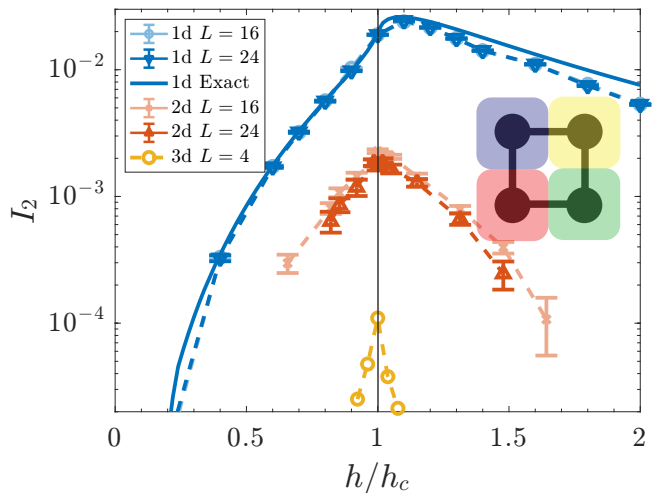 1d L = 16
1d L = 24
1d Exact
2d L = 16
2d L = 24
3d L = 4
10⁻²
10⁻³
10⁻⁴
I₂
0 0.5 1 1.5 2
h/h_c